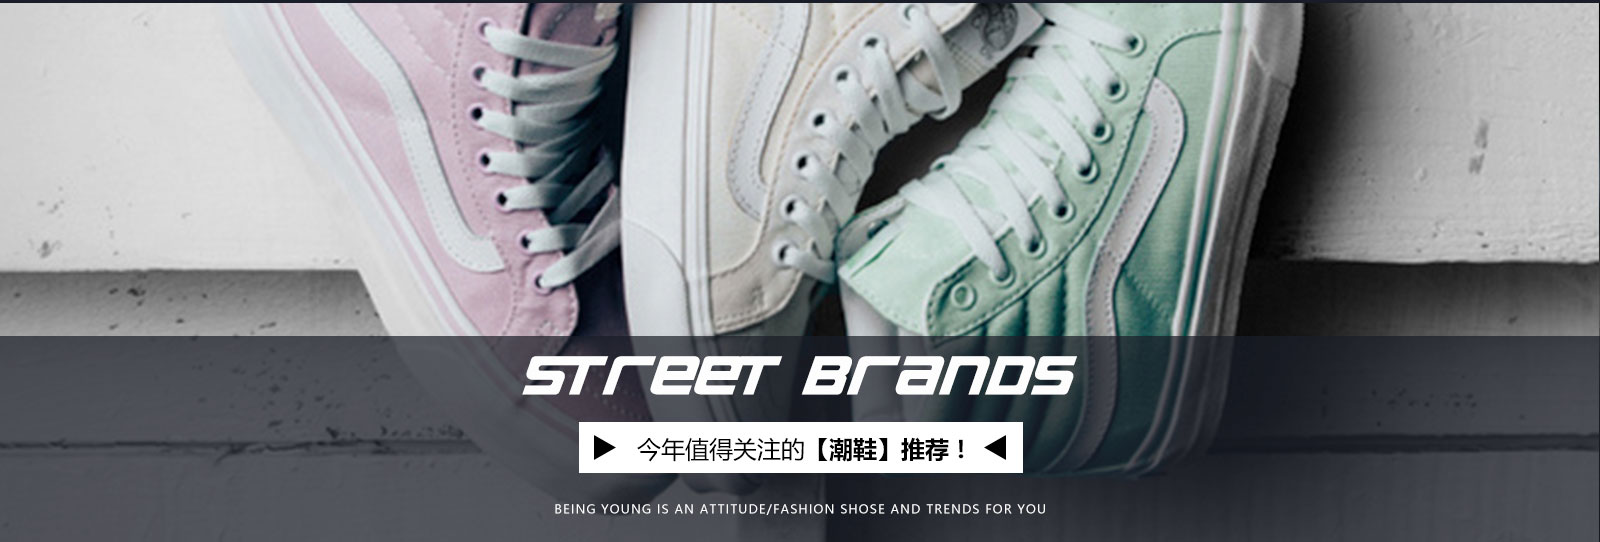 STREET BRANDS
今年值得关注的【潮鞋】推荐！
BEING YOUNG IS AN ATTITUDE/FASHION SHOSE AND TRENDS FOR YOU